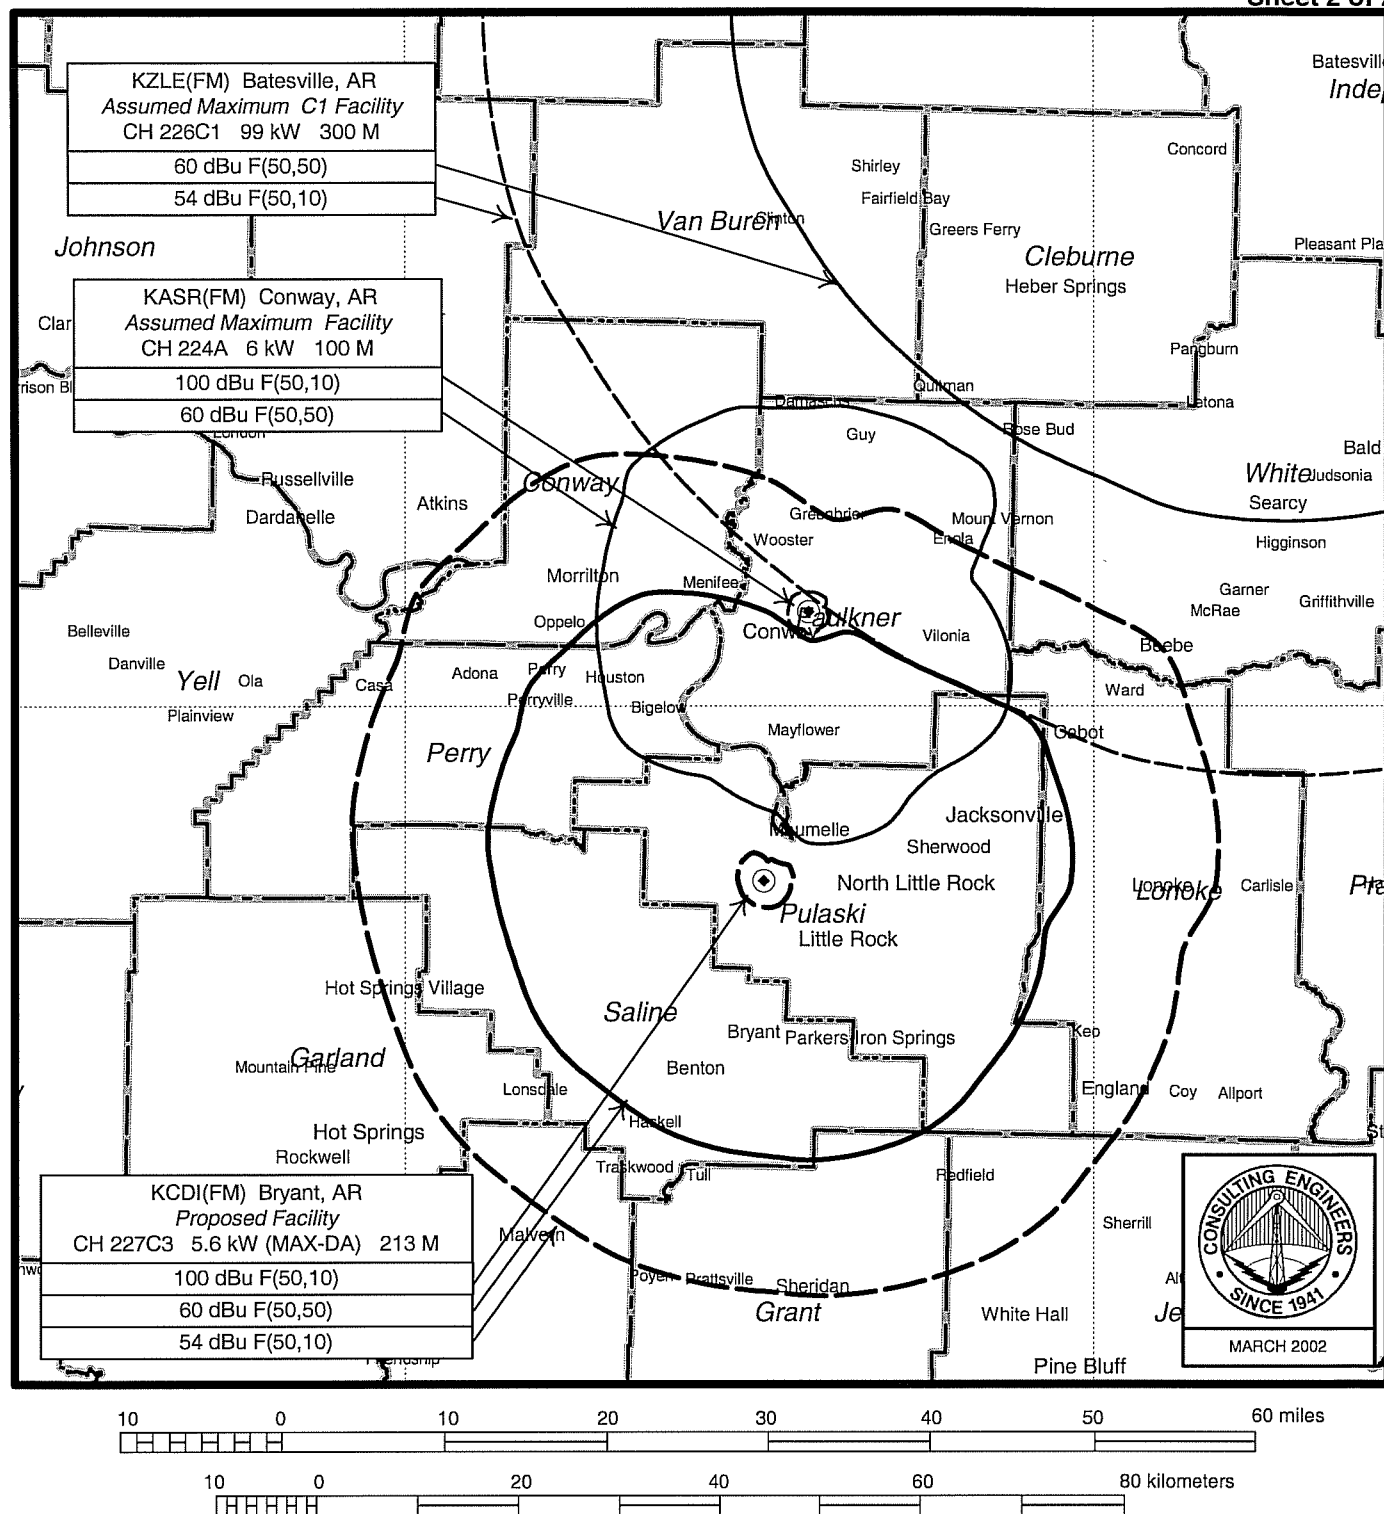 KZLE(FM) Batesville, AR
Assumed Maximum C1 Facility
CH 226C1 99 kW 300 M
60 dBu F(50,50)
54 dBu F(50,10)
Concord
Shirley
Fairfield Bay
Van Buren
Clinton
Greers Ferry
Johnson
Cleburne
Heber Springs
KASR(FM) Conway, AR
Assumed Maximum Facility
CH 224A 6 kW 100 M
100 dBu F(50,10)
60 dBu F(50,50)
Pangburn
Quitman
Damascus
Letona
London
Guy
Rose Bud
Bald
Russellville
Conway
White
Judsonia
Atkins
Searcy
Dardanelle
Greenbrier
Mount Vernon
Wooster
Enola
Higginson
Morrilton
Menifee
Garner
McRae
Griffithville
Oppelo
Faulkner
Conway
Vilonia
Belleville
Beebe
Danville
Adona
Perry
Houston
Yell
Ola
Casa
Ward
Plainview
Perryville
Bigelow
Mayflower
Cabot
Perry
Jacksonville
Maumelle
Sherwood
North Little Rock
Lonoke
Lonoke
Carlisle
Pulaski
Little Rock
Hot Springs Village
Saline
Bryant
Parkers-Iron Springs
Keo
Garland
Mountain Pine
Benton
Lonsdale
England
Coy
Allport
Haskell
Hot Springs
Rockwell
Traskwood
Tull
Redfield
KCDI(FM) Bryant, AR
Proposed Facility
CH 227C3 5.6 kW (MAX-DA) 213 M
100 dBu F(50,10)
60 dBu F(50,50)
54 dBu F(50,10)
Malvern
Sherrill
Poyen
Prattsville
Sheridan
Grant
White Hall
Pine Bluff
Friendship
CONSULTING ENGINEERS
• SINCE 1941 •
MARCH 2002
10 0 10 20 30 40 50 60 miles
10 0 20 40 60 80 kilometers